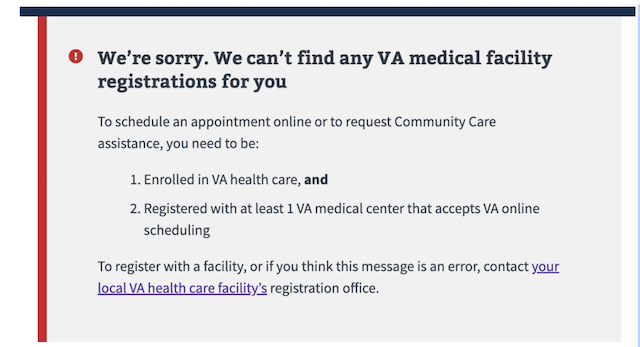 We’re sorry. We can’t find any VA medical facility
registrations for you
To schedule an appointment online or to request Community Care
assistance, you need to be:
1. Enrolled in VA health care, and
2. Registered with at least 1 VA medical center that accepts VA online
scheduling
To register with a facility, or if you think this message is an error, contact your
local VA health care facility’s registration office.